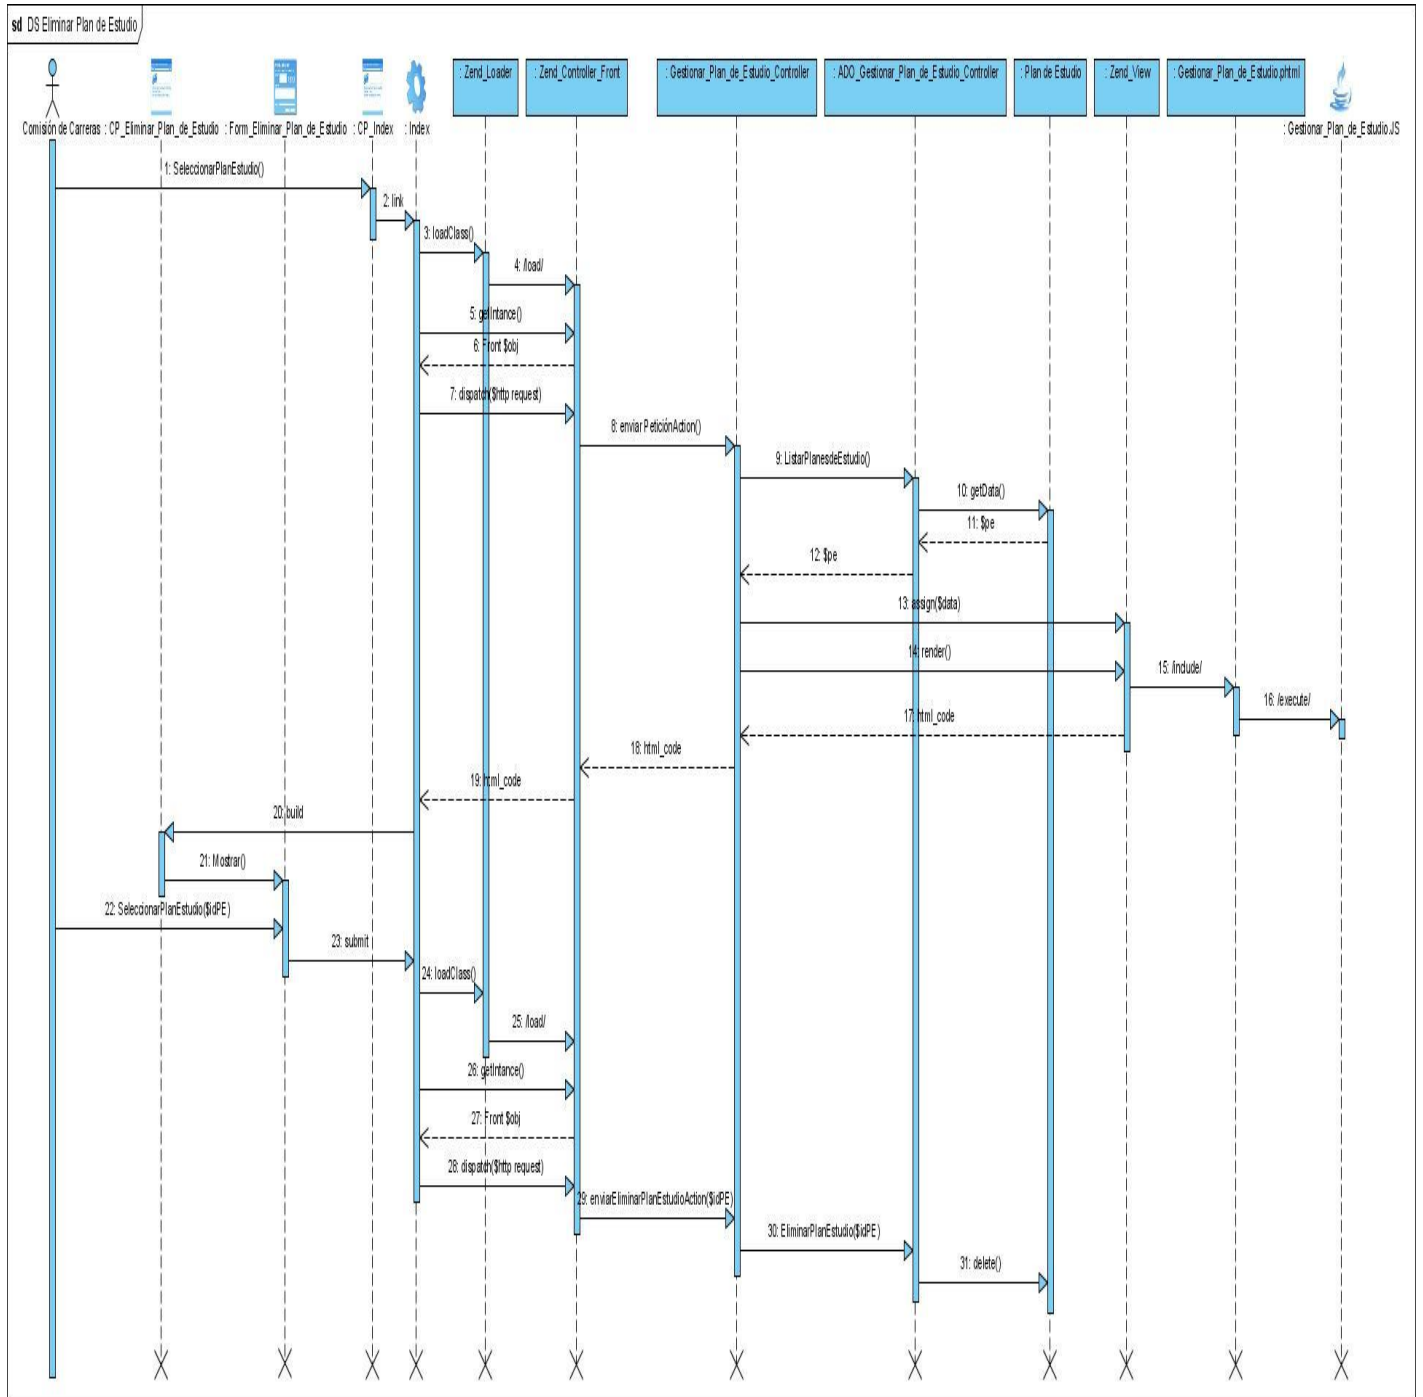 sd DS Eliminar Plan de Estudio
Comisión de Carreras
: CP_Eliminar_Plan_de_Estudio
: Form_Eliminar_Plan_de_Estudio
: CP_Index
: Index
: Zend_Loader
: Zend_Controller_Front
: Gestionar_Plan_de_Estudio_Controller
: ADO_Gestionar_Plan_de_Estudio_Controller
: Plan de Estudio
: Zend_View
: Gestionar_Plan_de_Estudio.phtml
: Gestionar_Plan_de_Estudio.JS
1: SeleccionarPlanEstudio()
2: link
3: loadClass()
4: /load/
5: getIntance()
6: Front $obj
7: dispatch($http request)
8: enviar PeticiónAction()
9: ListarPlanesdeEstudio()
10: getData()
11: $pe
12: $pe
13: assign($data)
14: render()
15: /include/
16: /execute/
17: html_code
18: html_code
19: html_code
20: build
21: Mostrar()
22: SeleccionarPlanEstudio($idPE)
23: submit
24: loadClass()
25: /load/
26: getIntance()
27: Front $obj
28: dispatch($http request)
29: enviarEliminarPlanEstudioAction($idPE)
30: EliminarPlanEstudio($idPE)
31: delete()